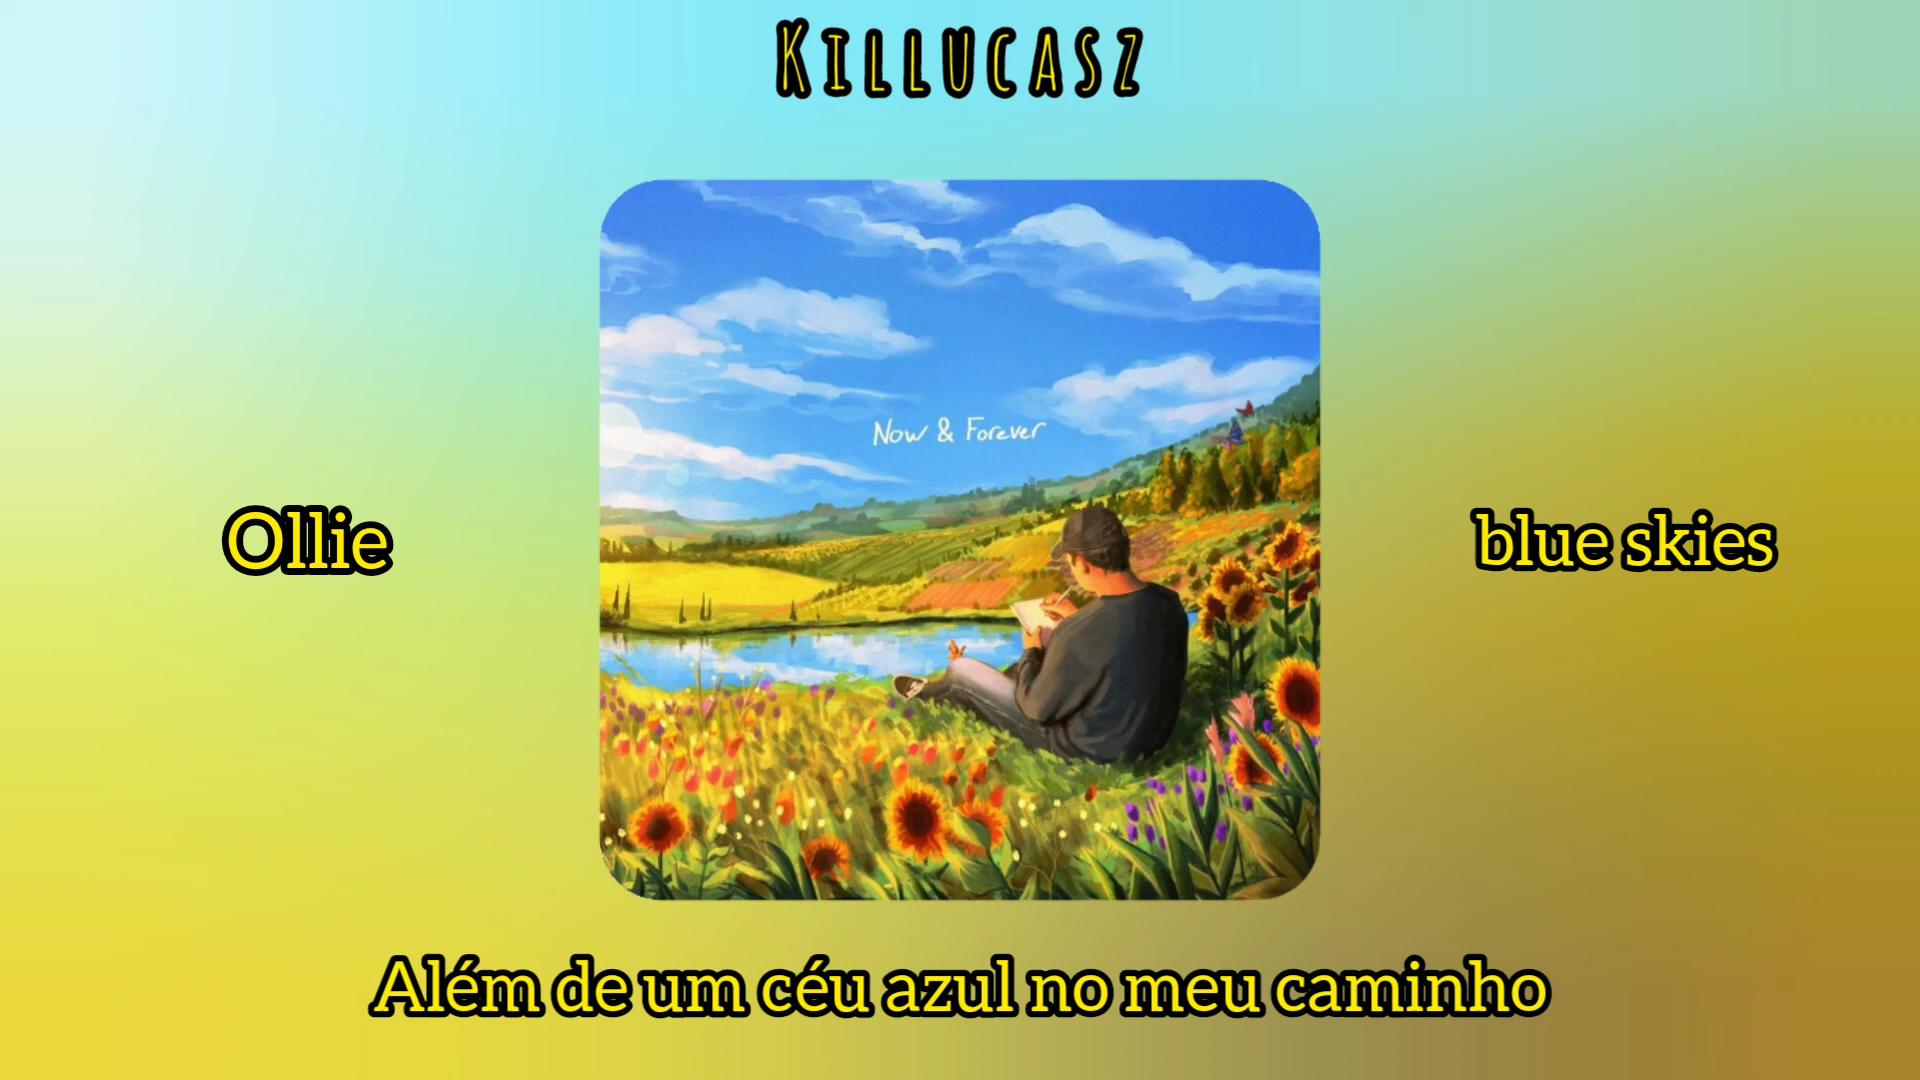 KILLUCASZ
Now & Forever
Ollie
blue skies
Além de um céu azul no meu caminho